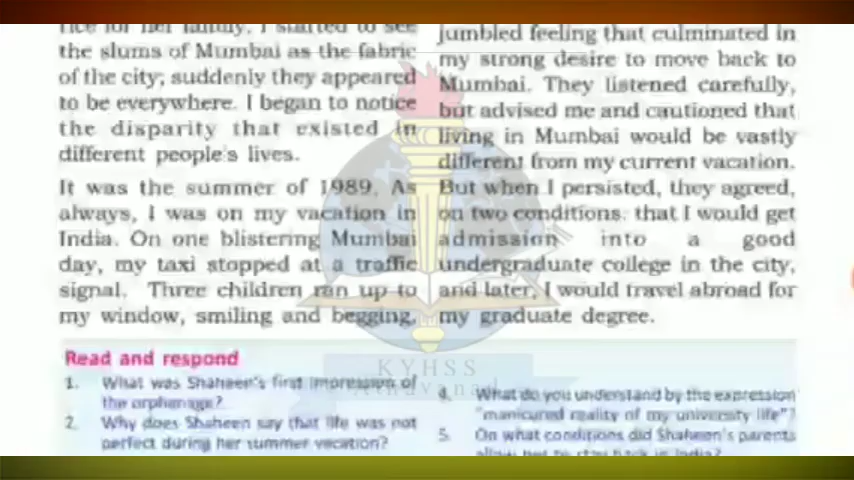 the slums of Mumbai as the fabric
of the city; suddenly they appeared
to be everywhere. I began to notice
the disparity that existed in
different people's lives.
It was the summer of 1989. As
always, I was on my vacation in
India. On one blistering Mumbai
day, my taxi stopped at a traffic
signal. Three children ran up to
my window, smiling and begging.
jumbled feeling that culminated in
my strong desire to move back to
Mumbai. They listened carefully,
but advised me and cautioned that
living in Mumbai would be vastly
different from my current vacation.
But when I persisted, they agreed,
on two conditions. that I would get
admission into a good
undergraduate college in the city,
and later, I would travel abroad for
my graduate degree.
Read and respond
1. What was Shaheen's first impression of
the orphanage?
2. Why does Shaheen say that life was not
perfect during her summer vacation?
4. What do you understand by the expression
"manicured reality of my university life"?
5. On what conditions did Shaheen's parents
KYHSS